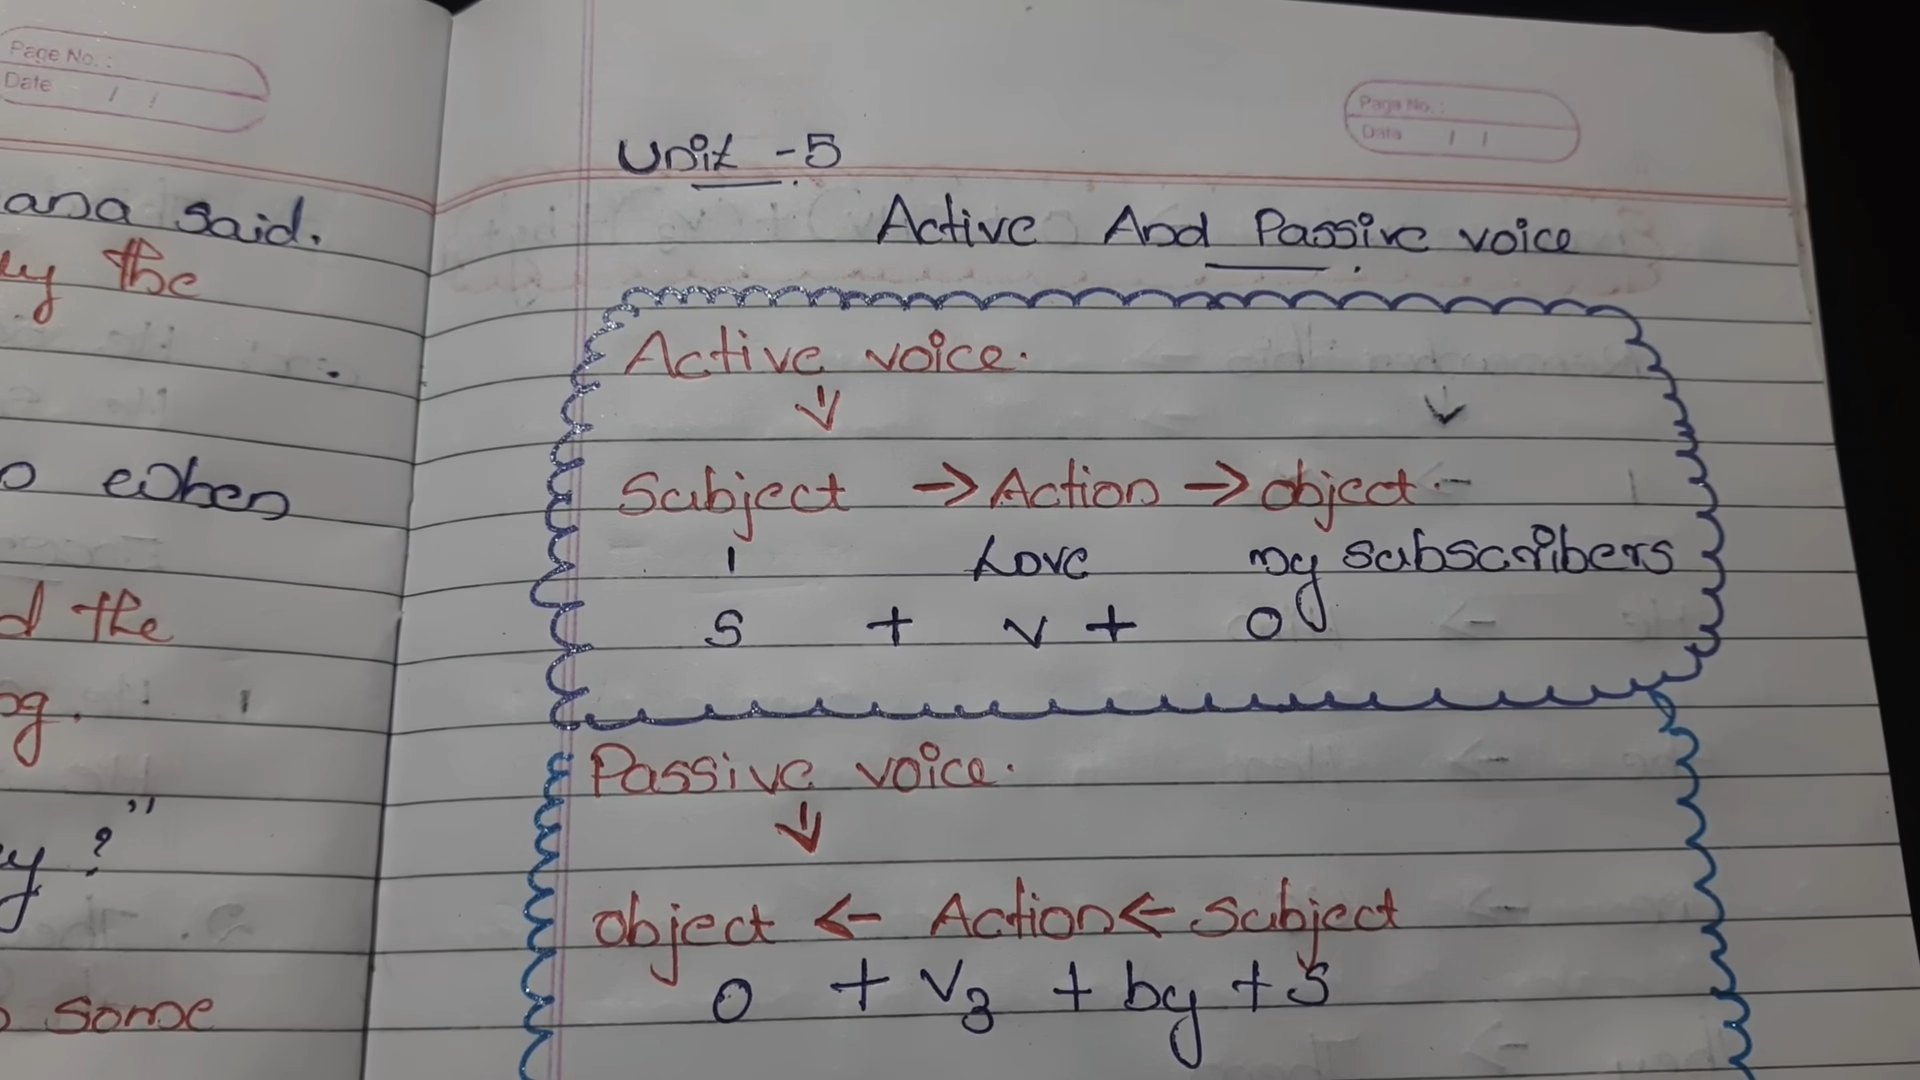 Page No. :
Date / /
ana said.
the
when
d the
?"
some
Page No. :
Date / /
Unit - 5
Active And Passive voice
Active voice.
Subject → Action → object
I Love my subscribers
S + V + O
Passive voice.
object ← Action ← Subject
O + V3 + by + S